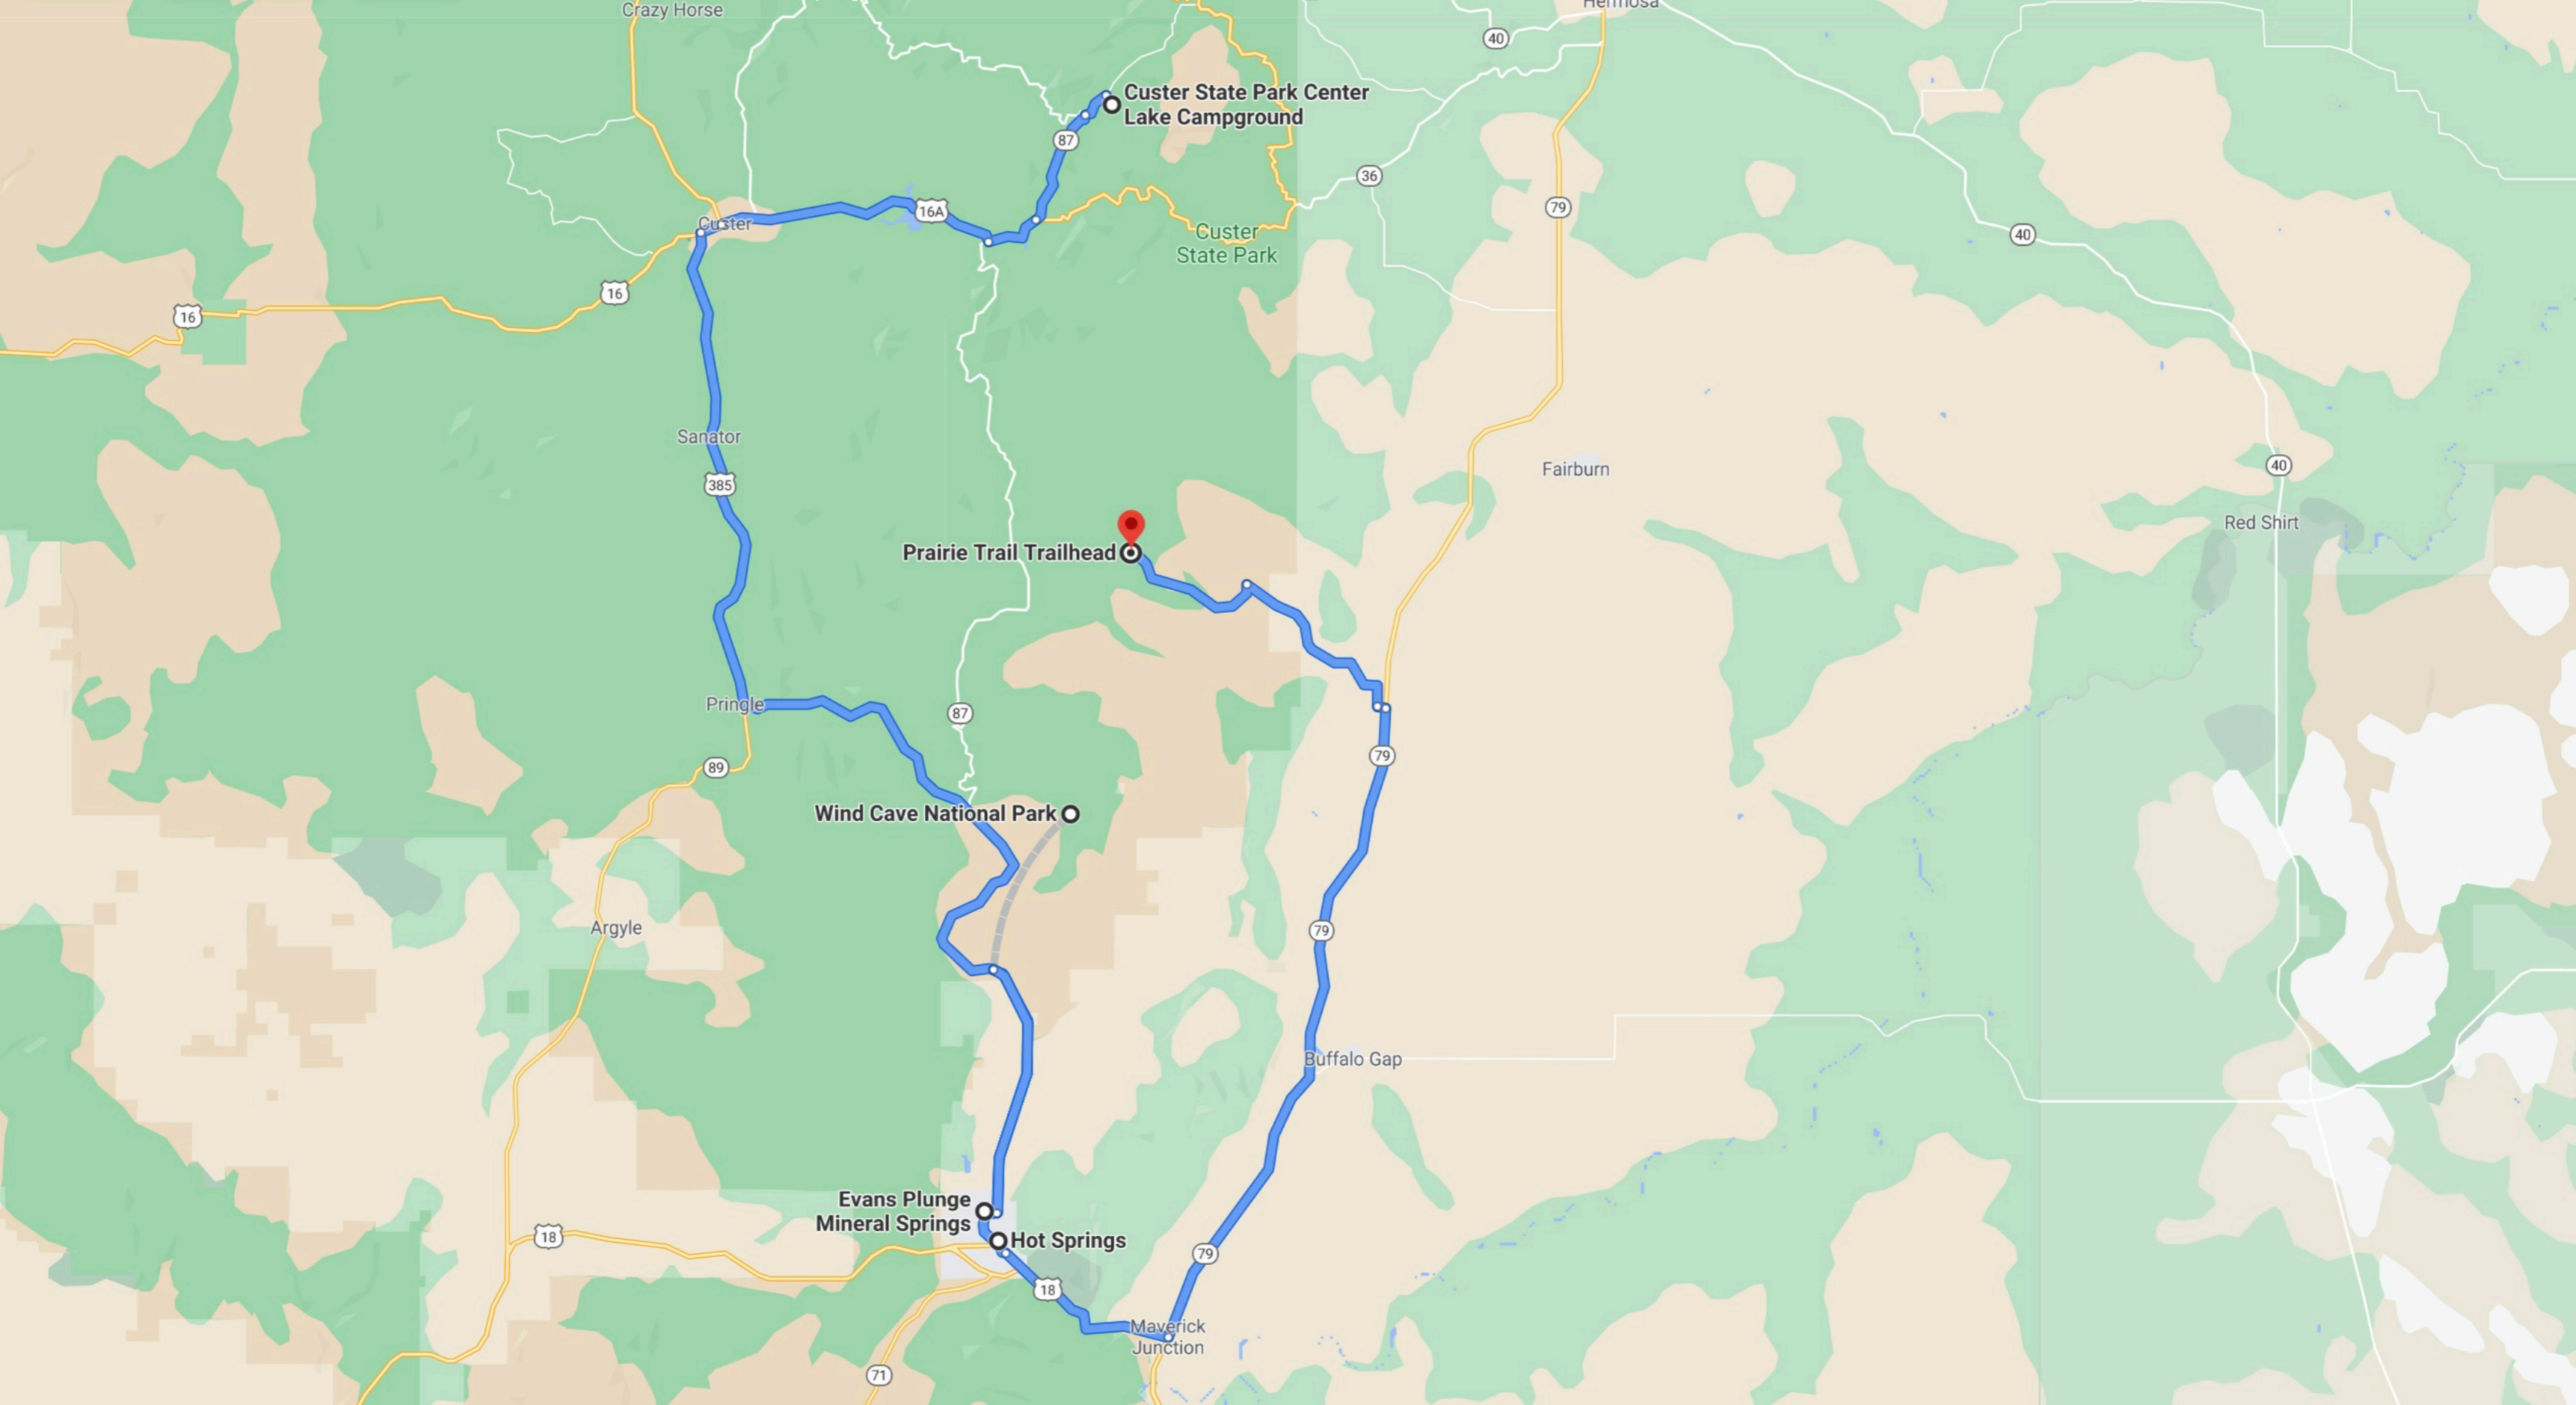 Crazy Horse
Hermosa
40
Custer State Park Center
Lake Campground
87
36
79
16A
Custer
Custer
State Park
40
16
16
Sanator
385
Fairburn
40
Red Shirt
Prairie Trail Trailhead
Pringle
87
79
89
Wind Cave National Park
Argyle
79
Buffalo Gap
Evans Plunge
Mineral Springs
Hot Springs
18
79
18
Maverick
Junction
71